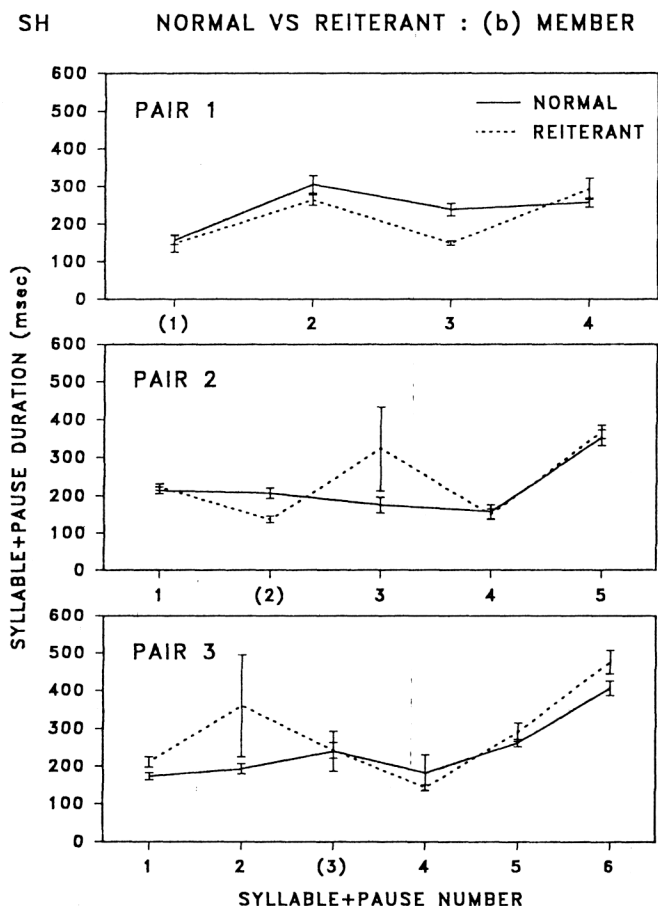 SH NORMAL VS REITERANT : (b) MEMBER
SYLLABLE+PAUSE DURATION (msec)
600
500
400
300
200
100
0
PAIR 1
NORMAL
REITERANT
(1) 2 3 4
600
500
400
300
200
100
0
PAIR 2
1 (2) 3 4 5
600
500
400
300
200
100
0
PAIR 3
1 2 (3) 4 5 6
SYLLABLE+PAUSE NUMBER